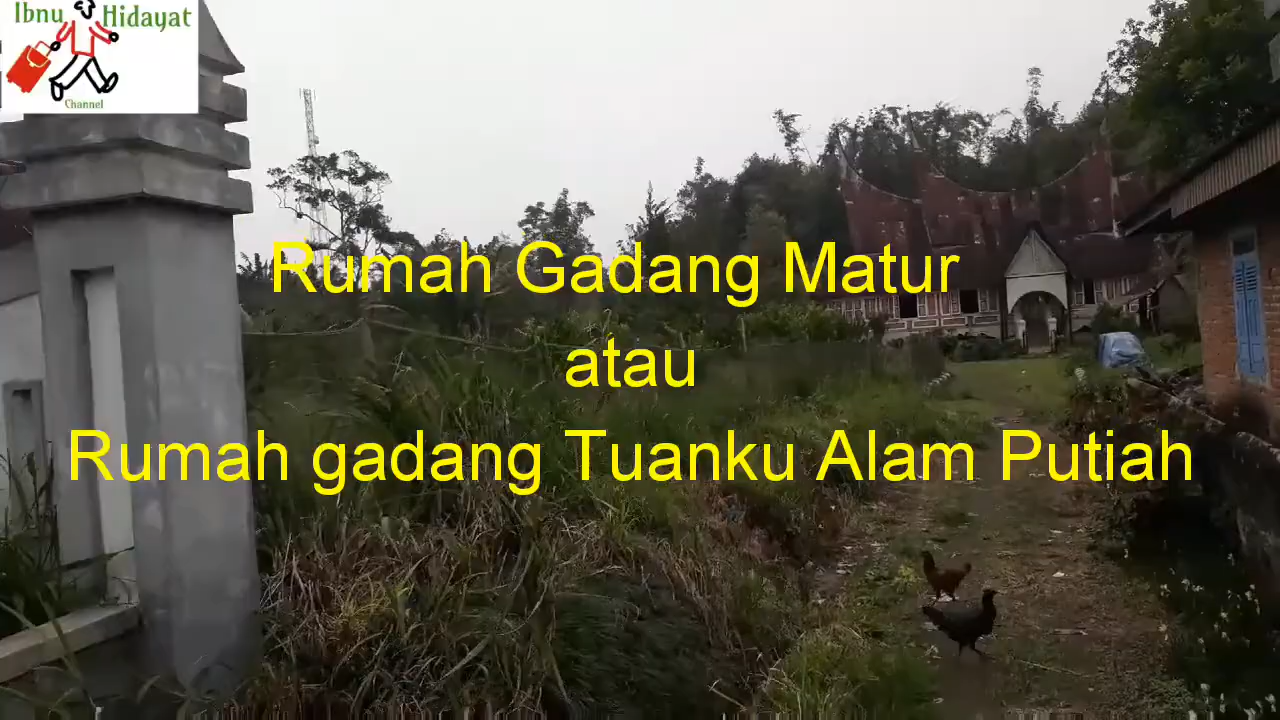 Ibnu Hidayat
Channel
Rumah Gadang Matur
atau
Rumah gadang Tuanku Alam Putiah